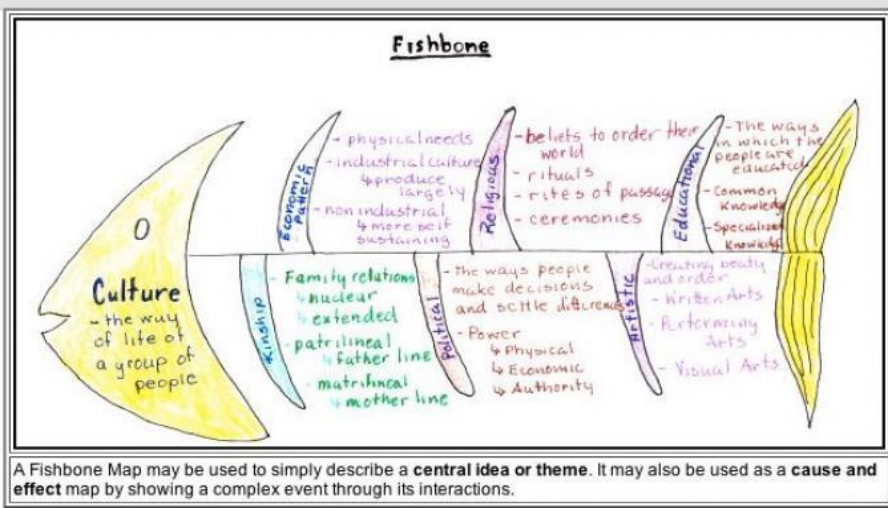 Fishbone
Culture
- the way
of life of
a group of
people
Economic
Pattern
- physical needs
- industrial culture
↳ produce
largely
- non industrial
↳ more self
sustaining
Religious
- beliefs to order their
world
- rituals
- rites of passage
- ceremonies
Educational
- The ways
in which the
people are
educated
- Common
Knowledge
- Specialized
Knowledge
Kinship
- Family relations
↳ nuclear
↳ extended
- patrilineal
↳ father line
- matrilineal
↳ mother line
Political
- the ways people
make decisions
and settle differences
- Power
↳ Physical
↳ Economic
↳ Authority
Artistic
- Creating beaty
and order
- Written Arts
- Performing
Arts
- Visual Arts
A Fishbone Map may be used to simply describe a central idea or theme. It may also be used as a cause and
effect map by showing a complex event through its interactions.